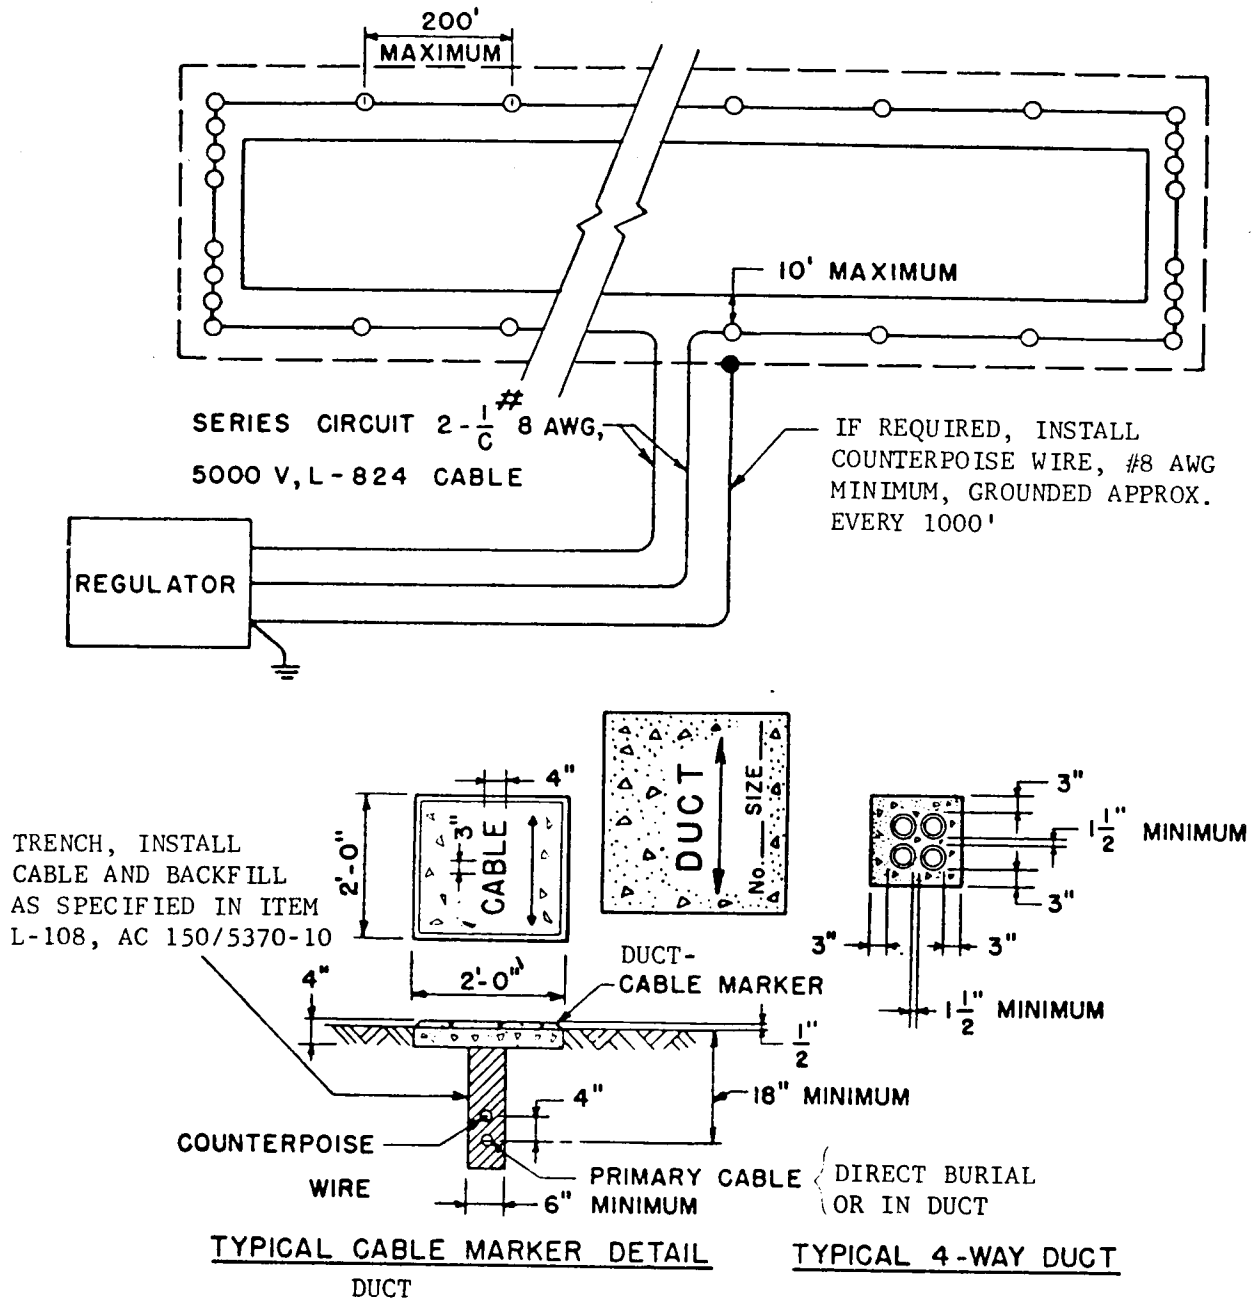 200'
MAXIMUM
10' MAXIMUM
SERIES CIRCUIT 2-1/C #8 AWG,
5000 V, L-824 CABLE
IF REQUIRED, INSTALL
COUNTERPOISE WIRE, #8 AWG
MINIMUM, GROUNDED APPROX.
EVERY 1000'
REGULATOR
TRENCH, INSTALL
CABLE AND BACKFILL
AS SPECIFIED IN ITEM
L-108, AC 150/5370-10
4"
3"
CABLE
2'-0"
2'-0"
DUCT
No. SIZE
3"
1 1/2" MINIMUM
3"
3"
3"
1 1/2" MINIMUM
DUCT-
CABLE MARKER
4"
1/2"
18" MINIMUM
4"
COUNTERPOISE
WIRE
PRIMARY CABLE
DIRECT BURIAL
OR IN DUCT
6" MINIMUM
TYPICAL CABLE MARKER DETAIL
DUCT
TYPICAL 4-WAY DUCT